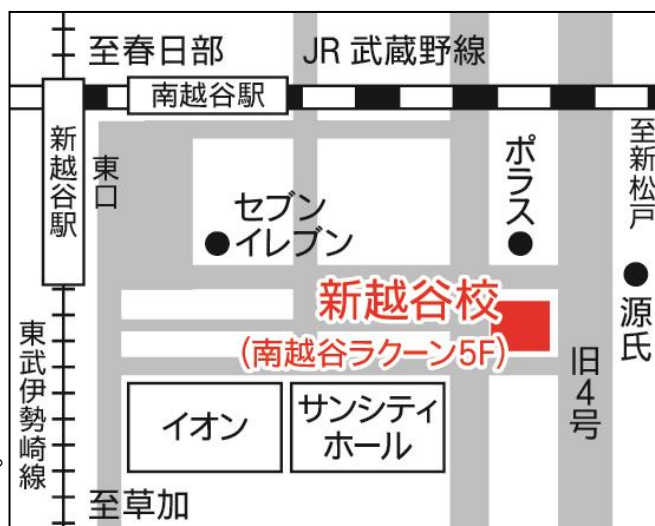 至春日部
JR 武蔵野線
南越谷駅
新越谷駅
東口
至新松戸
ポラス
セブン
イレブン
源氏
新越谷校
(南越谷ラクーン5F)
旧4号
東武伊勢崎線
イオン
サンシティ
ホール
至草加
。